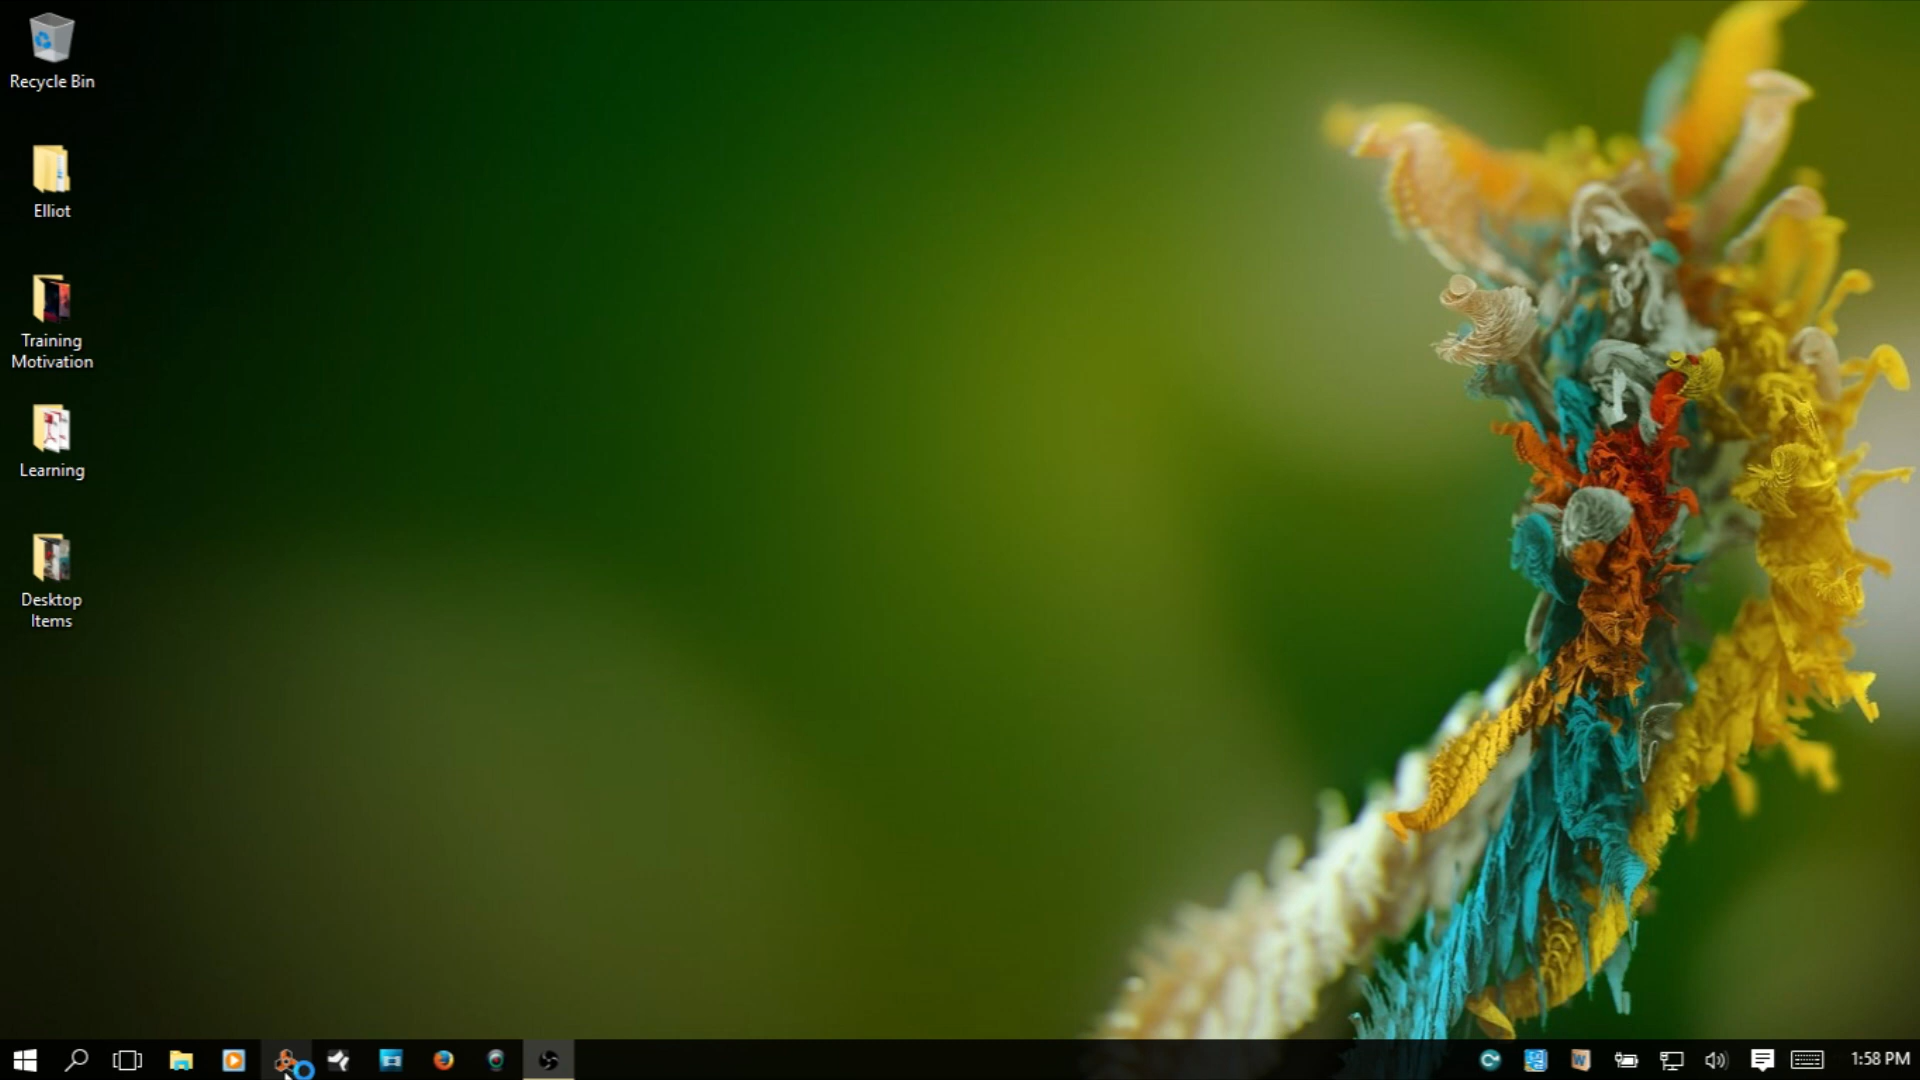 Recycle Bin
Elliot
Training
Motivation
Learning
Desktop
Items
1:58 PM